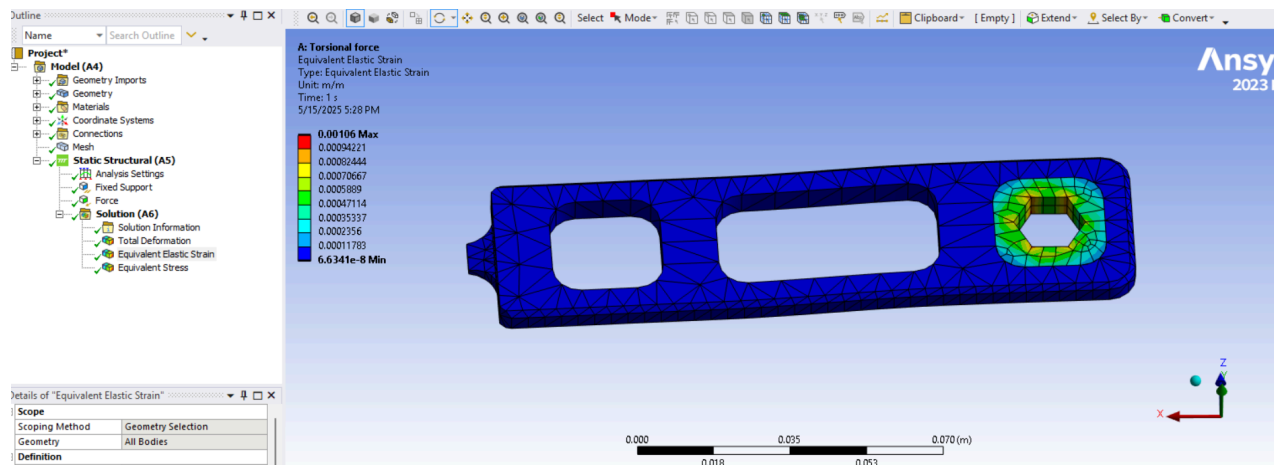 Outline
Name Search Outline
Project*
Model (A4)
Geometry Imports
Geometry
Materials
Coordinate Systems
Connections
Mesh
Static Structural (A5)
Analysis Settings
Fixed Support
Force
Solution (A6)
Solution Information
Total Deformation
Equivalent Elastic Strain
Equivalent Stress
Details of "Equivalent Elastic Strain"
Scope
Scoping Method Geometry Selection
Geometry All Bodies
Definition
Select Mode Clipboard [ Empty ] Extend Select By Convert
A: Torsional force
Equivalent Elastic Strain
Type: Equivalent Elastic Strain
Unit: m/m
Time: 1 s
5/15/2025 5:28 PM
0.00106 Max
0.00094221
0.00082444
0.00070667
0.0005889
0.00047114
0.00035337
0.0002356
0.00011783
6.6341e-8 Min
Ansy
2023
Z
Y
X
0.000 0.035 0.070 (m)
0.018 0.053